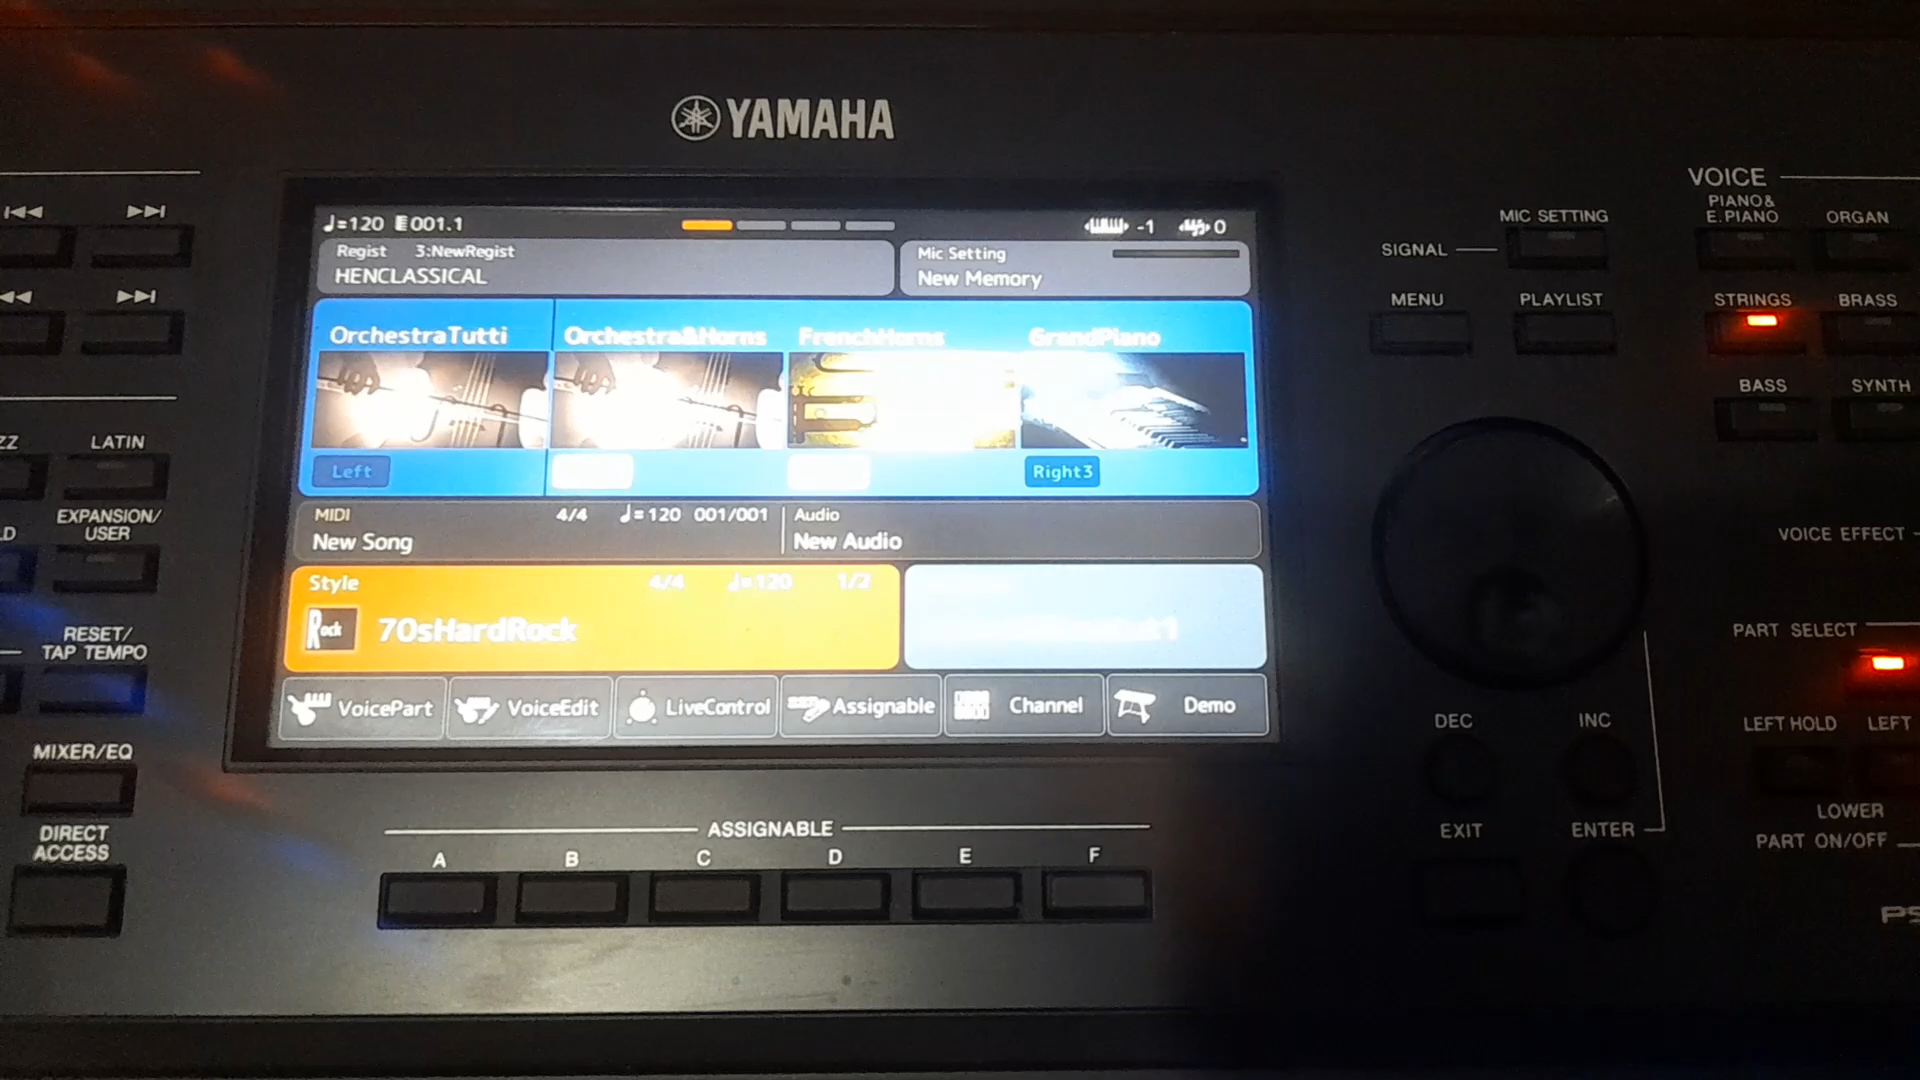 YAMAHA
♩=120 001.1
-1 0
Regist 3:NewRegist
HENCLASSICAL
Mic Setting
New Memory
OrchestraTutti
Orchestra&Horns
FrenchHorns
GrandPiano
Left
Right3
MIDI 4/4 ♩=120 001/001
New Song
Audio
New Audio
Style 4/4 ♩=120 1/2
Rock
70sHardRock
VoicePart
VoiceEdit
LiveControl
Assignable
Channel
Demo
ASSIGNABLE
A B C D E F
LATIN
EXPANSION/
USER
RESET/
TAP TEMPO
MIXER/EQ
DIRECT
ACCESS
MIC SETTING
SIGNAL
MENU
PLAYLIST
VOICE
PIANO &
E.PIANO
ORGAN
STRINGS
BRASS
BASS
SYNTH
VOICE EFFECT
PART SELECT
DEC
INC
EXIT
ENTER
LEFT HOLD
LEFT
LOWER
PART ON/OFF